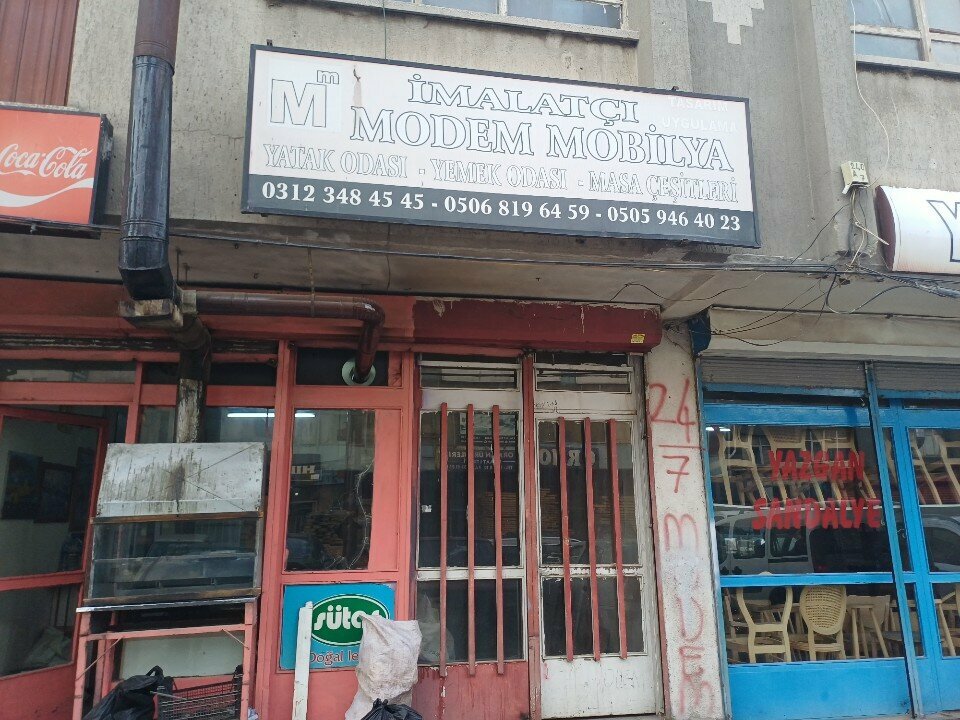 Coca-Cola
Mm
İMALATÇI
TASARIM
UYGULAMA
MODEM MOBİLYA
YATAK ODASI - YEMEK ODASI - MASA ÇEŞİTLERİ
0312 348 45 45 - 0506 819 64 59 - 0505 946 40 23
24
7
YAZGAN
SANDALYE
sütaş
Doğal le